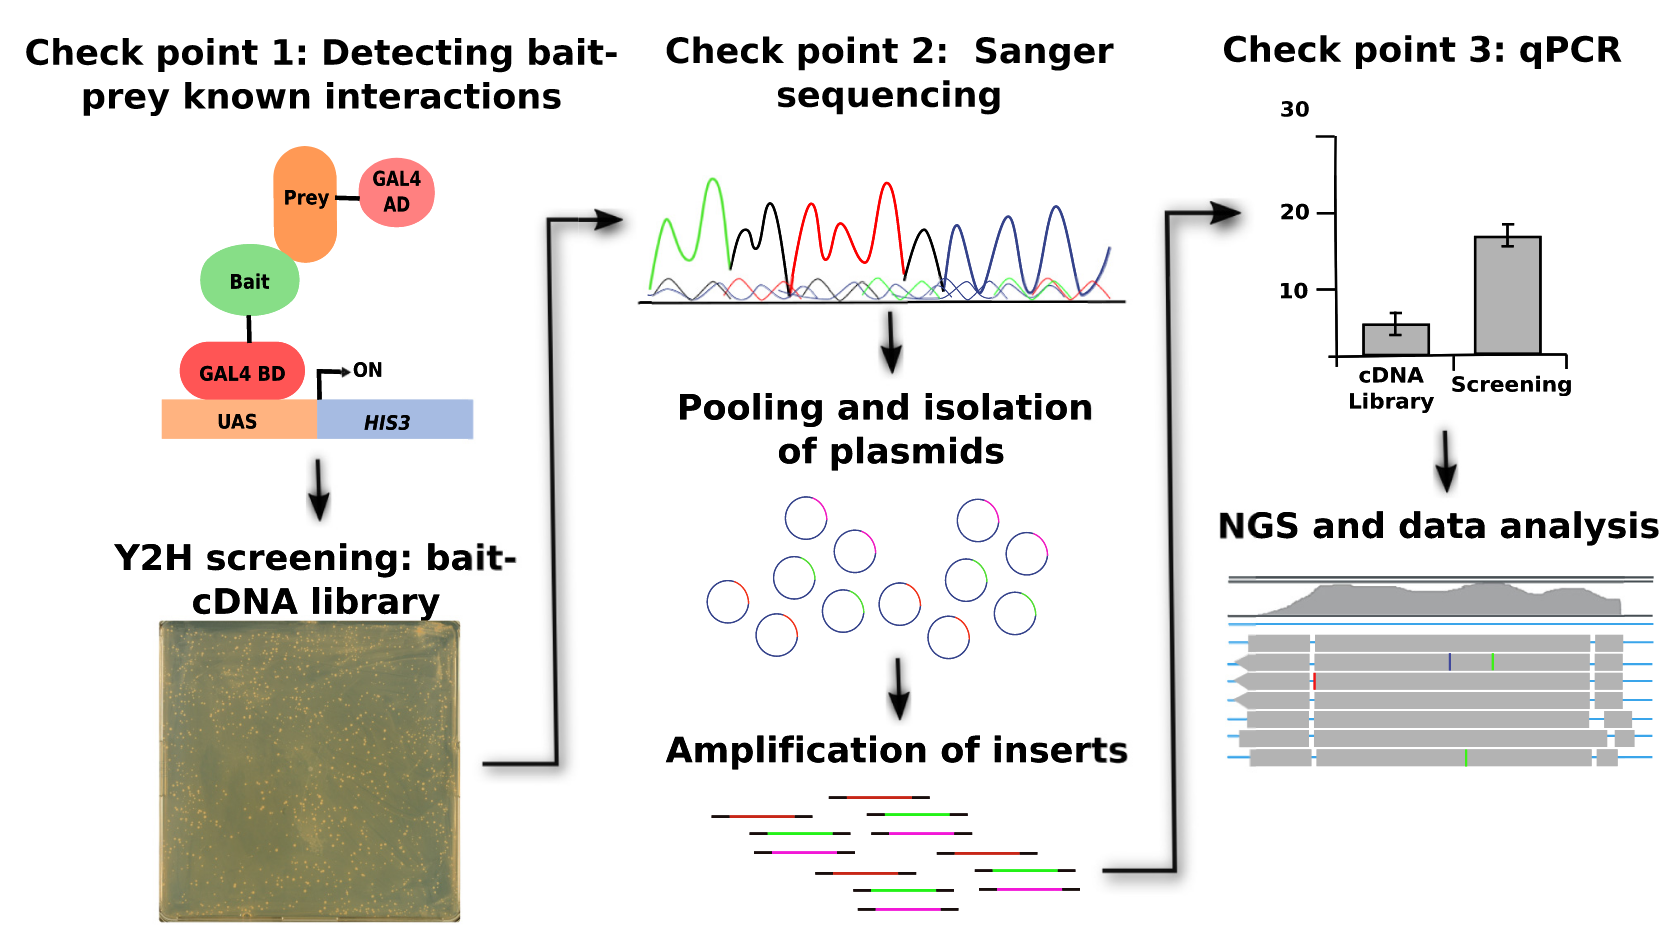 Check point 1: Detecting bait-
prey known interactions
Prey
GAL4
AD
Bait
GAL4 BD
ON
UAS
HIS3
Y2H screening: bait-
cDNA library
Check point 2:  Sanger
sequencing
Pooling and isolation
of plasmids
Amplification of inserts
Check point 3: qPCR
30
20
10
cDNA
Library
Screening
NGS and data analysis